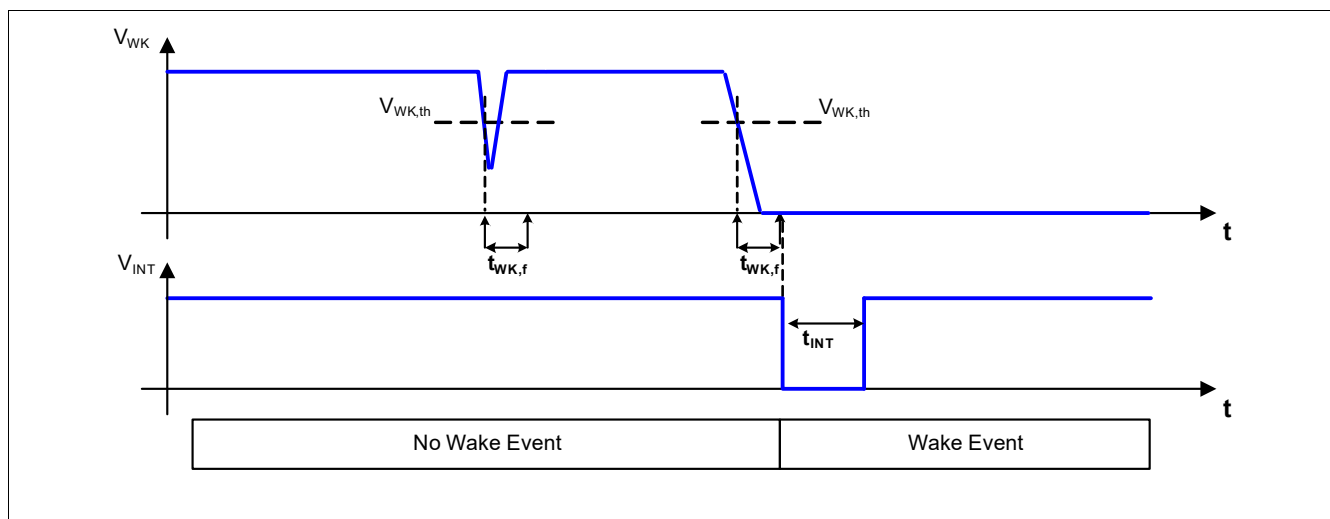 VWK
VWK,th
VWK,th
t
tWK,f
tWK,f
VINT
tINT
t
No Wake Event
Wake Event